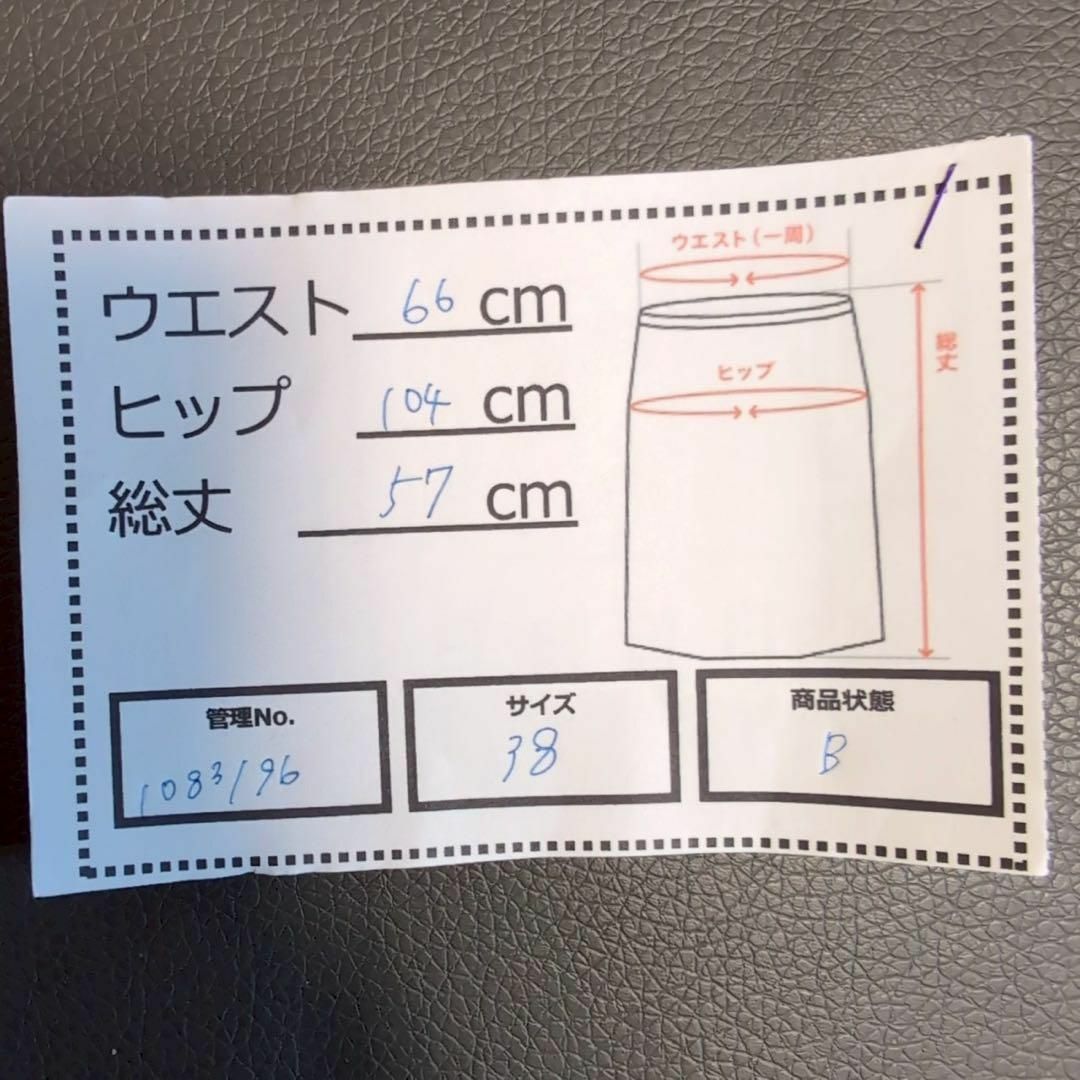 ウエスト 66 cm
ヒップ 104 cm
総丈 57 cm
ウエスト(一周)
ヒップ
総丈
管理No.
1083196
サイズ
38
商品状態
B